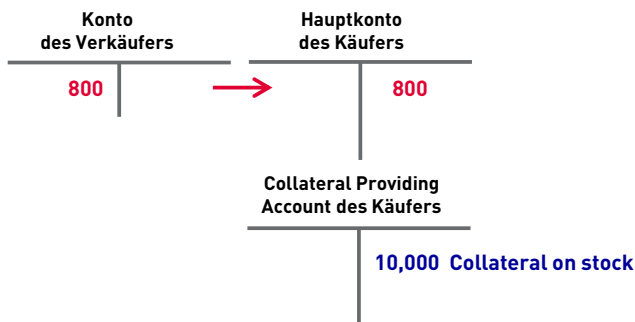 Konto
des Verkäufers
Hauptkonto
des Käufers
800
800
Collateral Providing
Account des Käufers
10,000 Collateral on stock